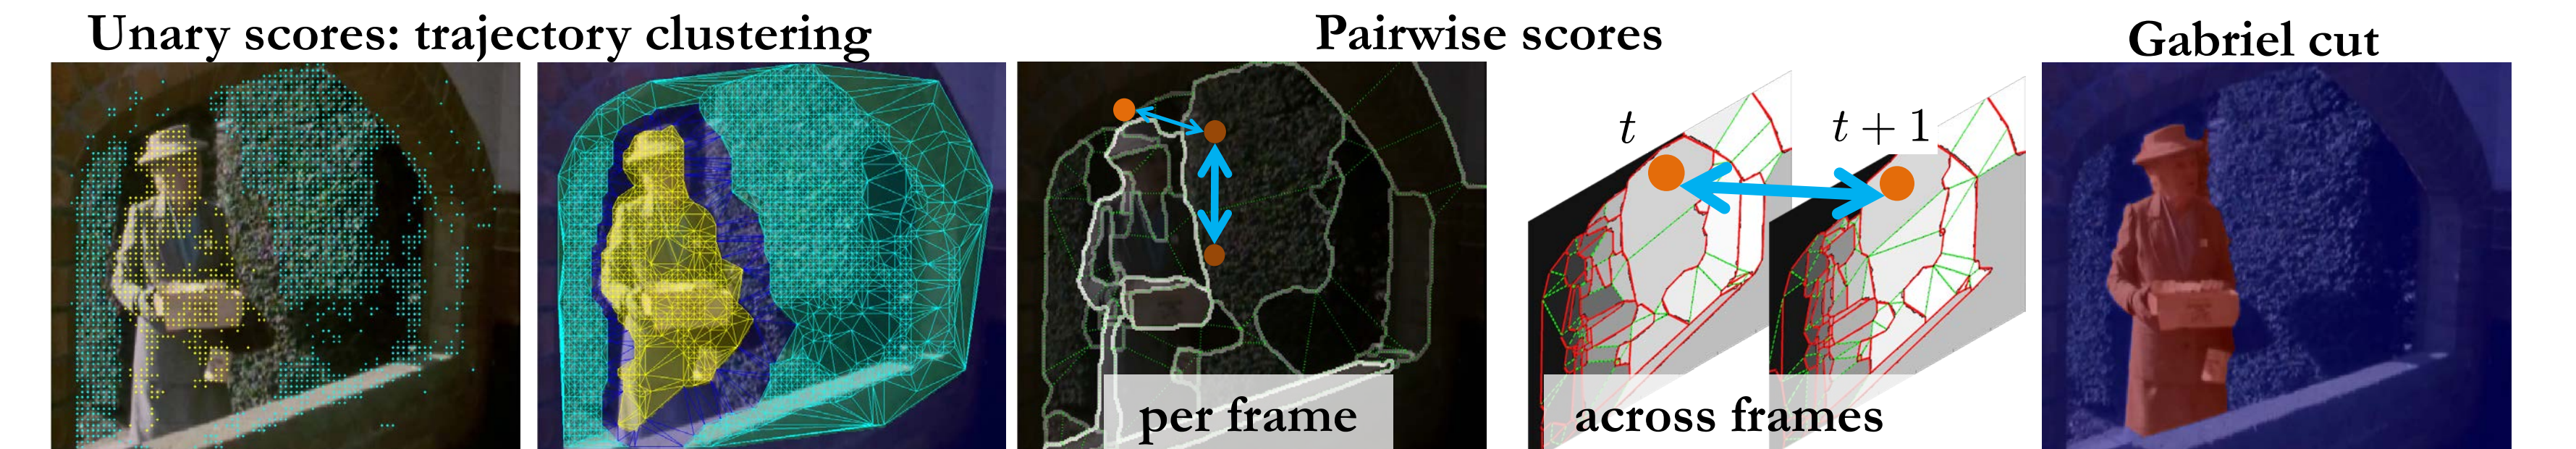 Unary scores: trajectory clustering
Pairwise scores
Gabriel cut
t
t + 1
per frame
across frames